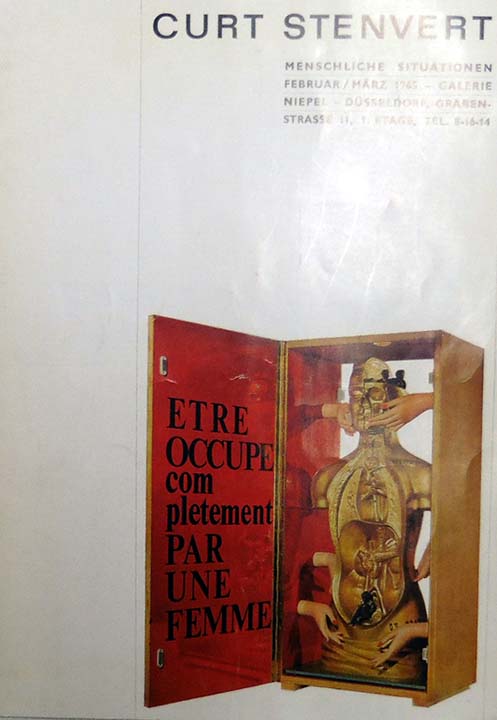 CURT STENVERT
MENSCHLICHE SITUATIONEN
FEBRUAR / MÄRZ 1965 – GALERIE
NIEPEL – DÜSSELDORF, GRABEN-
STRASSE 11, 1. ETAGE, TEL. 8-16-14
ETRE
OCCUPE
com
pletement
PAR
UNE
FEMME